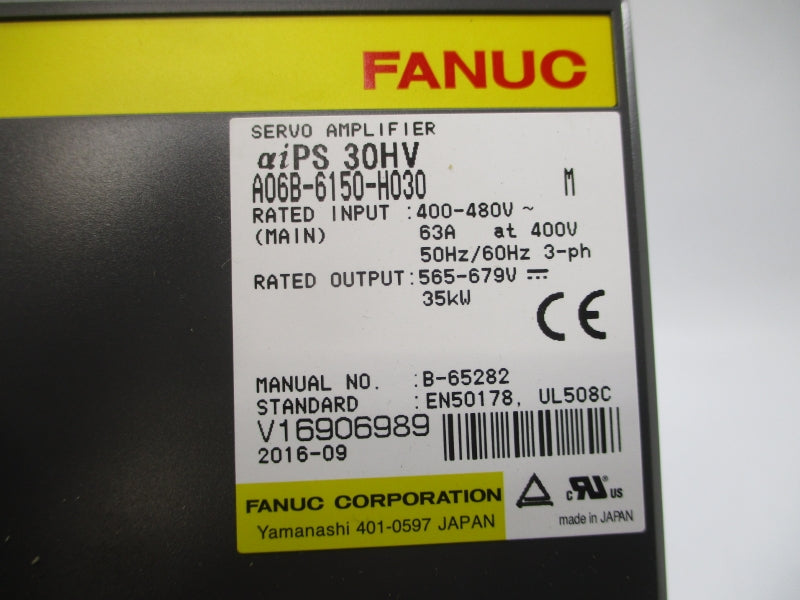 FANUC
SERVO AMPLIFIER
αiPS 30HV
A06B-6150-H030 M
RATED INPUT :400-480V ~
(MAIN) 63A at 400V
50Hz/60Hz 3-ph
RATED OUTPUT:565-679V ⎓
35kW
CE
MANUAL NO. :B-65282
STANDARD :EN50178, UL508C
V16906989
2016-09
FANUC CORPORATION
Yamanashi 401-0597 JAPAN
c RU US
made in JAPAN